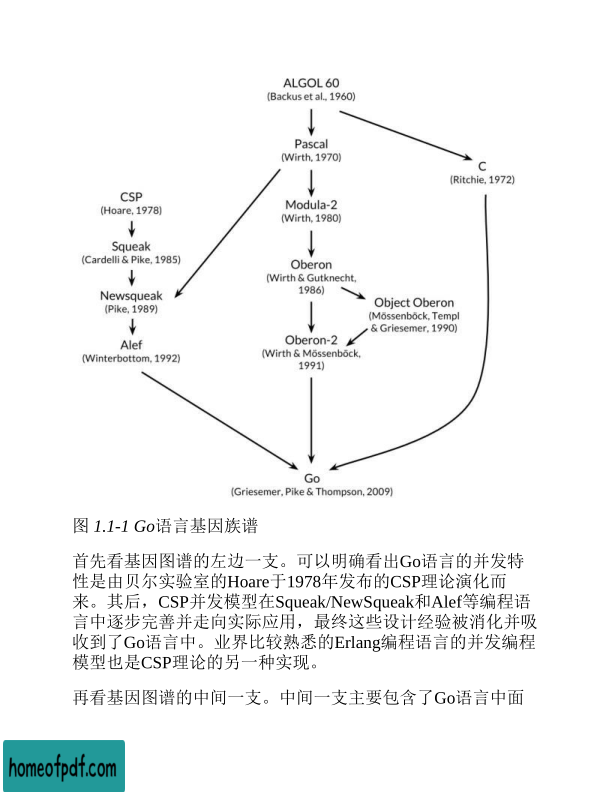 ALGOL 60
(Backus et al., 1960)
Pascal
(Wirth, 1970)
C
(Ritchie, 1972)
CSP
(Hoare, 1978)
Modula-2
(Wirth, 1980)
Squeak
(Cardelli & Pike, 1985)
Oberon
(Wirth & Gutknecht,
1986)
Newsqueak
(Pike, 1989)
Object Oberon
(Mössenböck, Templ
& Griesemer, 1990)
Alef
(Winterbottom, 1992)
Oberon-2
(Wirth & Mössenböck,
1991)
Go
(Griesemer, Pike & Thompson, 2009)
图 1.1-1 Go语言基因族谱
首先看基因图谱的左边一支。可以明确看出Go语言的并发特
性是由贝尔实验室的Hoare于1978年发布的CSP理论演化而
来。其后，CSP并发模型在Squeak/NewSqueak和Alef等编程语
言中逐步完善并走向实际应用，最终这些设计经验被消化并吸
收到了Go语言中。业界比较熟悉的Erlang编程语言的并发编程
模型也是CSP理论的另一种实现。
再看基因图谱的中间一支。中间一支主要包含了Go语言中面
homeofpdf.com